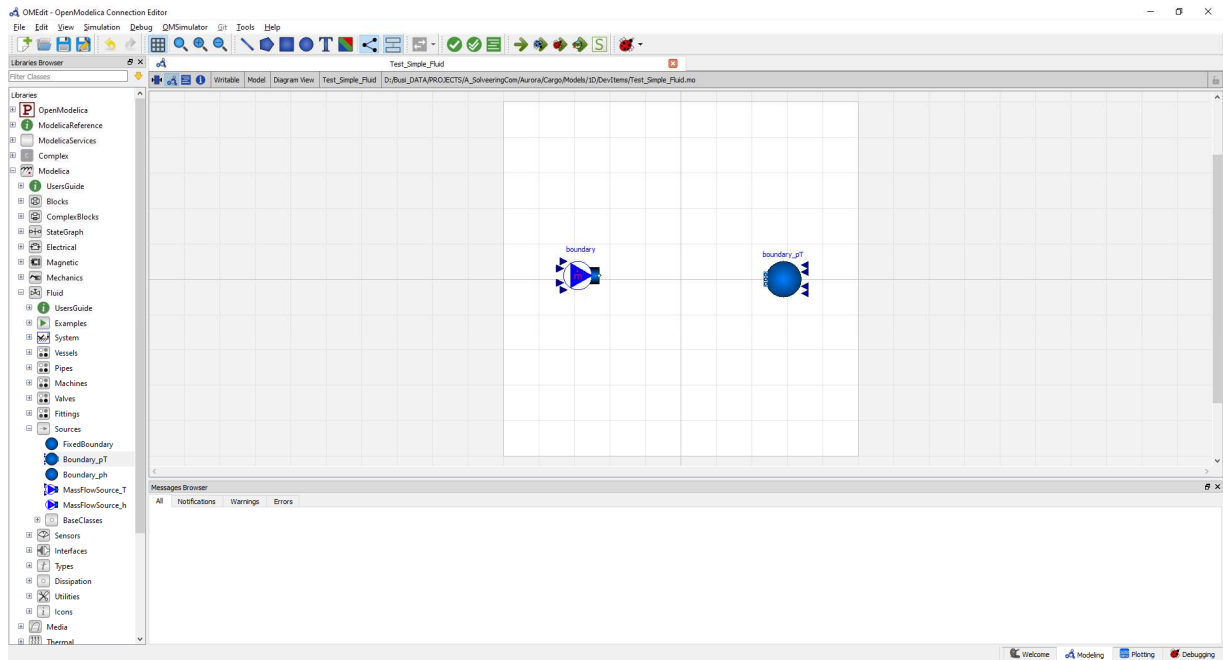 OMEdit - OpenModelica Connection Editor
File Edit View Simulation Debug OMSimulator Git Tools Help
Libraries Browser
Test_Simple_Fluid
Filter Classes
Writable Model Diagram View Test_Simple_Fluid D:/Busi_DATA/PROJECTS/A_SolveeringCom/Aurora/Cargo/Models/1D/DevItems/Test_Simple_Fluid.mo
Libraries
P OpenModelica
ModelicaReference
ModelicaServices
C Complex
Modelica
UsersGuide
Blocks
ComplexBlocks
StateGraph
Electrical
Magnetic
Mechanics
Fluid
UsersGuide
Examples
System
Vessels
Pipes
Machines
Valves
Fittings
Sources
FixedBoundary
Boundary_pT
Boundary_ph
MassFlowSource_T
MassFlowSource_h
BaseClasses
Sensors
Interfaces
Types
Dissipation
Utilities
Icons
Media
Thermal
boundary
boundary_pT
Messages Browser
All Notifications Warnings Errors
Welcome Modeling Plotting Debugging